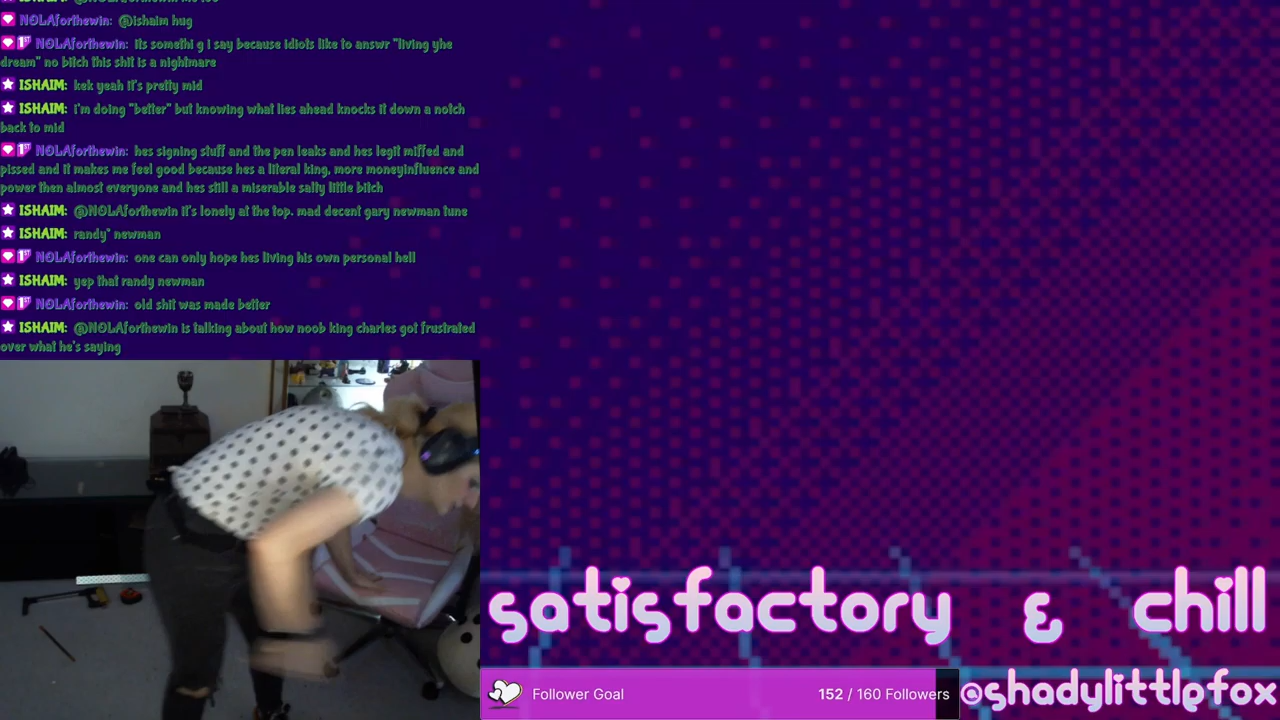 NOLAforthewin: @ishaim hug
NOLAforthewin: its somethi g i say because idiots like to answr "living yhe
dream" no bitch this shit is a nightmare
ISHAIM: kek yeah it's pretty mid
ISHAIM: i'm doing "better" but knowing what lies ahead knocks it down a notch
back to mid
NOLAforthewin: hes signing stuff and the pen leaks and hes legit miffed and
pissed and it makes me feel good because hes a literal king, more moneyinfluence and
power then almost everyone and hes still a miserable salty little bitch
ISHAIM: @NOLAforthewin it's lonely at the top. mad decent gary newman tune
ISHAIM: randy* newman
NOLAforthewin: one can only hope hes living his own personal hell
ISHAIM: yep that randy newman
NOLAforthewin: old shit was made better
ISHAIM: @NOLAforthewin is talking about how noob king charles got frustrated
over what he's saying
satisfactory & chill
Follower Goal 152 / 160 Followers
@shadylittlefox